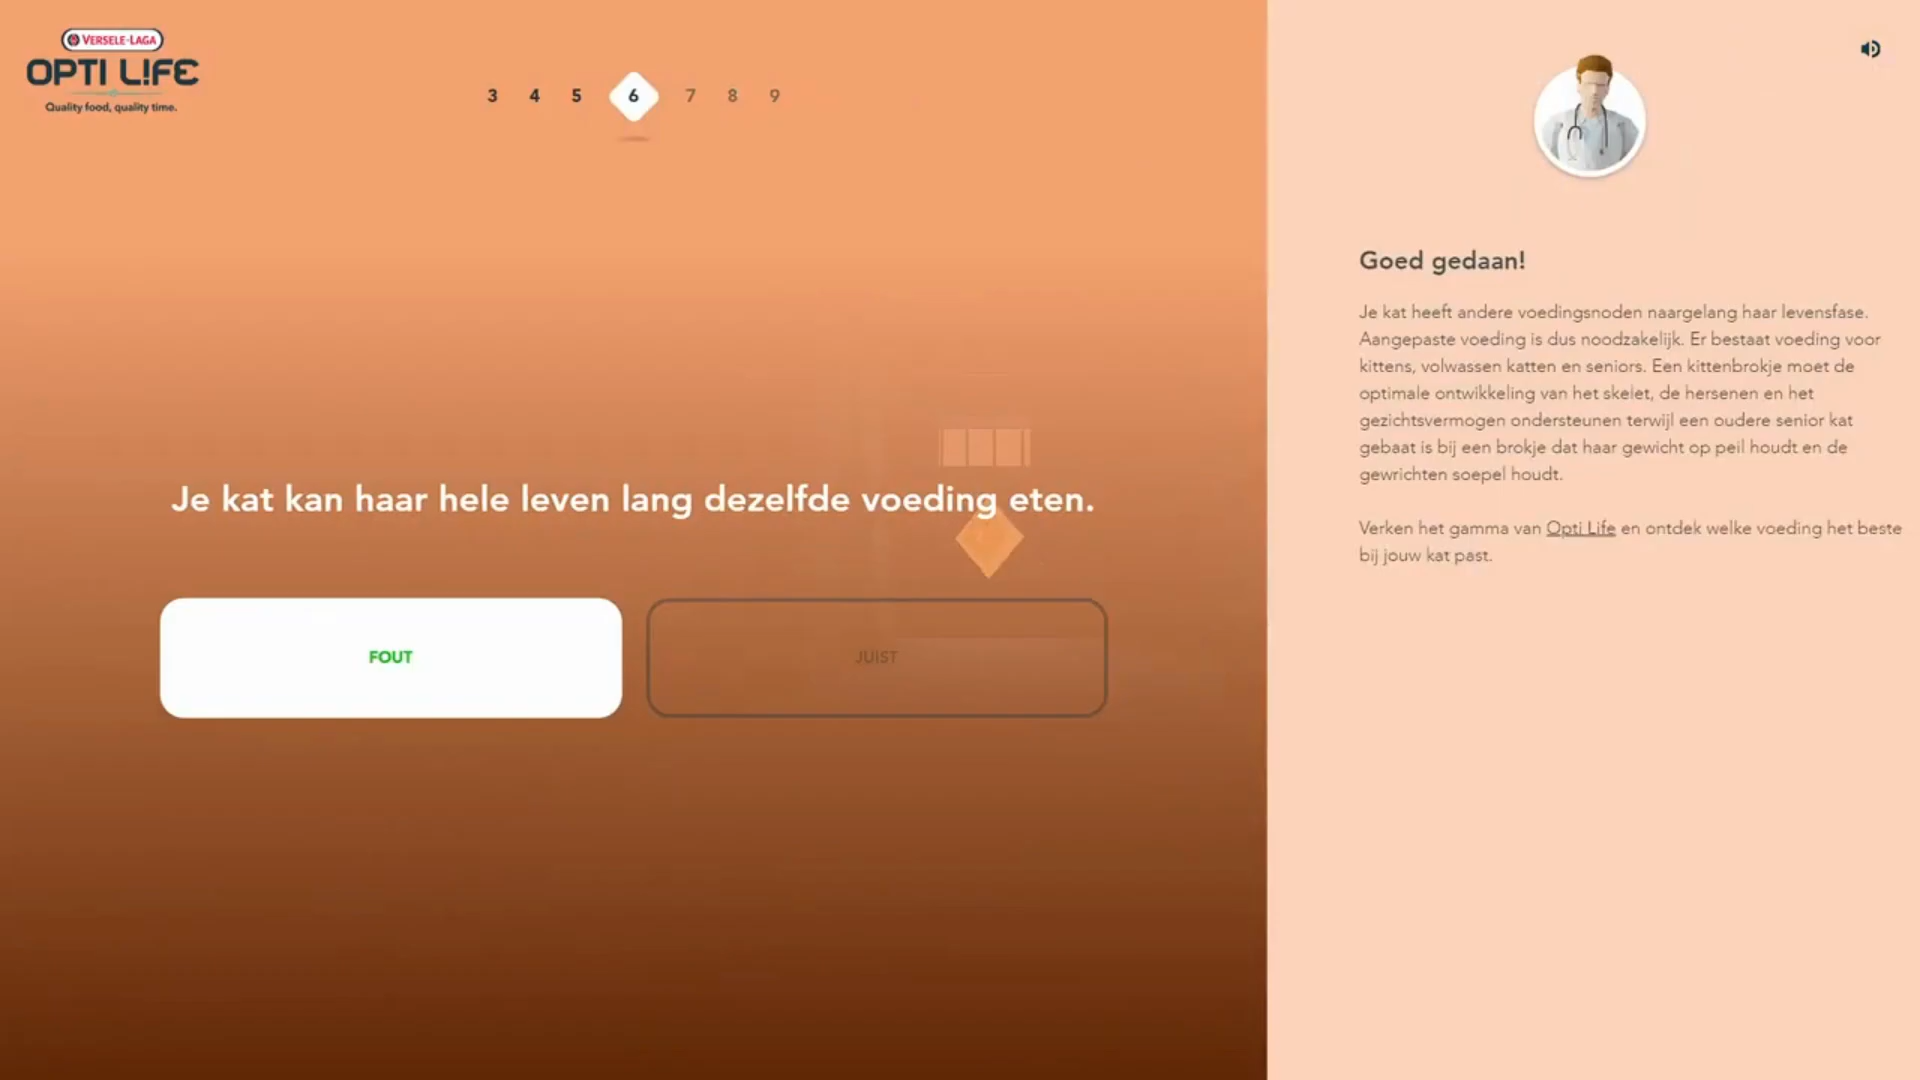 VERSELE-LAGA
OPTI L!FE
Quality food, quality time.
3 4 5 6 7 8 9
Je kat kan haar hele leven lang dezelfde voeding eten.
FOUT
JUIST
Goed gedaan!
Je kat heeft andere voedingsnoden naargelang haar levensfase.
Aangepaste voeding is dus noodzakelijk. Er bestaat voeding voor
kittens, volwassen katten en seniors. Een kittenbrokje moet de
optimale ontwikkeling van het skelet, de hersenen en het
gezichtsvermogen ondersteunen terwijl een oudere senior kat
gebaat is bij een brokje dat haar gewicht op peil houdt en de
gewrichten soepel houdt.
Verken het gamma van Opti Life en ontdek welke voeding het beste
bij jouw kat past.